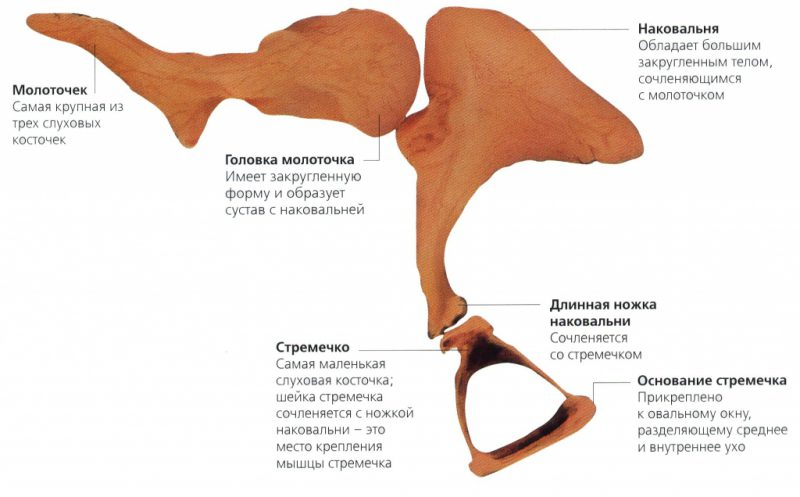 Молоточек
Самая крупная из
трех слуховых
косточек
Головка молоточка
Имеет закругленную
форму и образует
сустав с наковальней
Наковальня
Обладает большим
закругленным телом,
сочленяющимся
с молоточком
Длинная ножка
наковальни
Сочленяется
со стремечком
Стремечко
Самая маленькая
слуховая косточка;
шейка стремечка
сочленяется с ножкой
наковальни – это
место крепления
мышцы стремечка
Основание стремечка
Прикреплено
к овальному окну,
разделяющему среднее
и внутреннее ухо